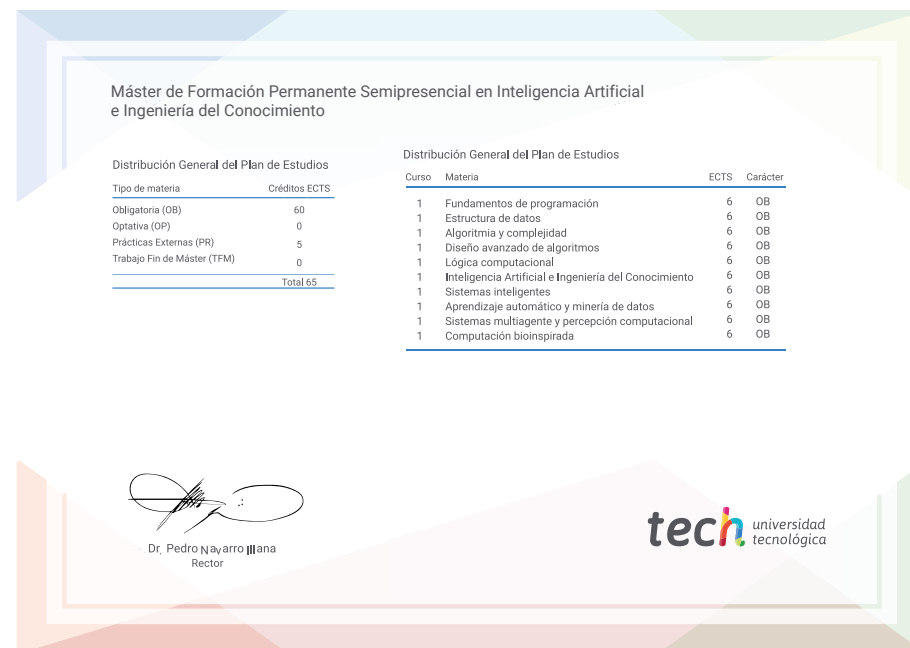 Máster de Formación Permanente Semipresencial en Inteligencia Artificial
e Ingeniería del Conocimiento
Distribución General del Plan de Estudios
Tipo de materia Créditos ECTS
Obligatoria (OB) 60
Optativa (OP) 0
Prácticas Externas (PR) 5
Trabajo Fin de Máster (TFM) 0
Total 65
Distribución General del Plan de Estudios
Curso Materia ECTS Carácter
1 Fundamentos de programación 6 OB
1 Estructura de datos 6 OB
1 Algoritmia y complejidad 6 OB
1 Diseño avanzado de algoritmos 6 OB
1 Lógica computacional 6 OB
1 Inteligencia Artificial e Ingeniería del Conocimiento 6 OB
1 Sistemas inteligentes 6 OB
1 Aprendizaje automático y minería de datos 6 OB
1 Sistemas multiagente y percepción computacional 6 OB
1 Computación bioinspirada 6 OB
Dr. Pedro Navarro Illana
Rector
tech universidad
tecnológica